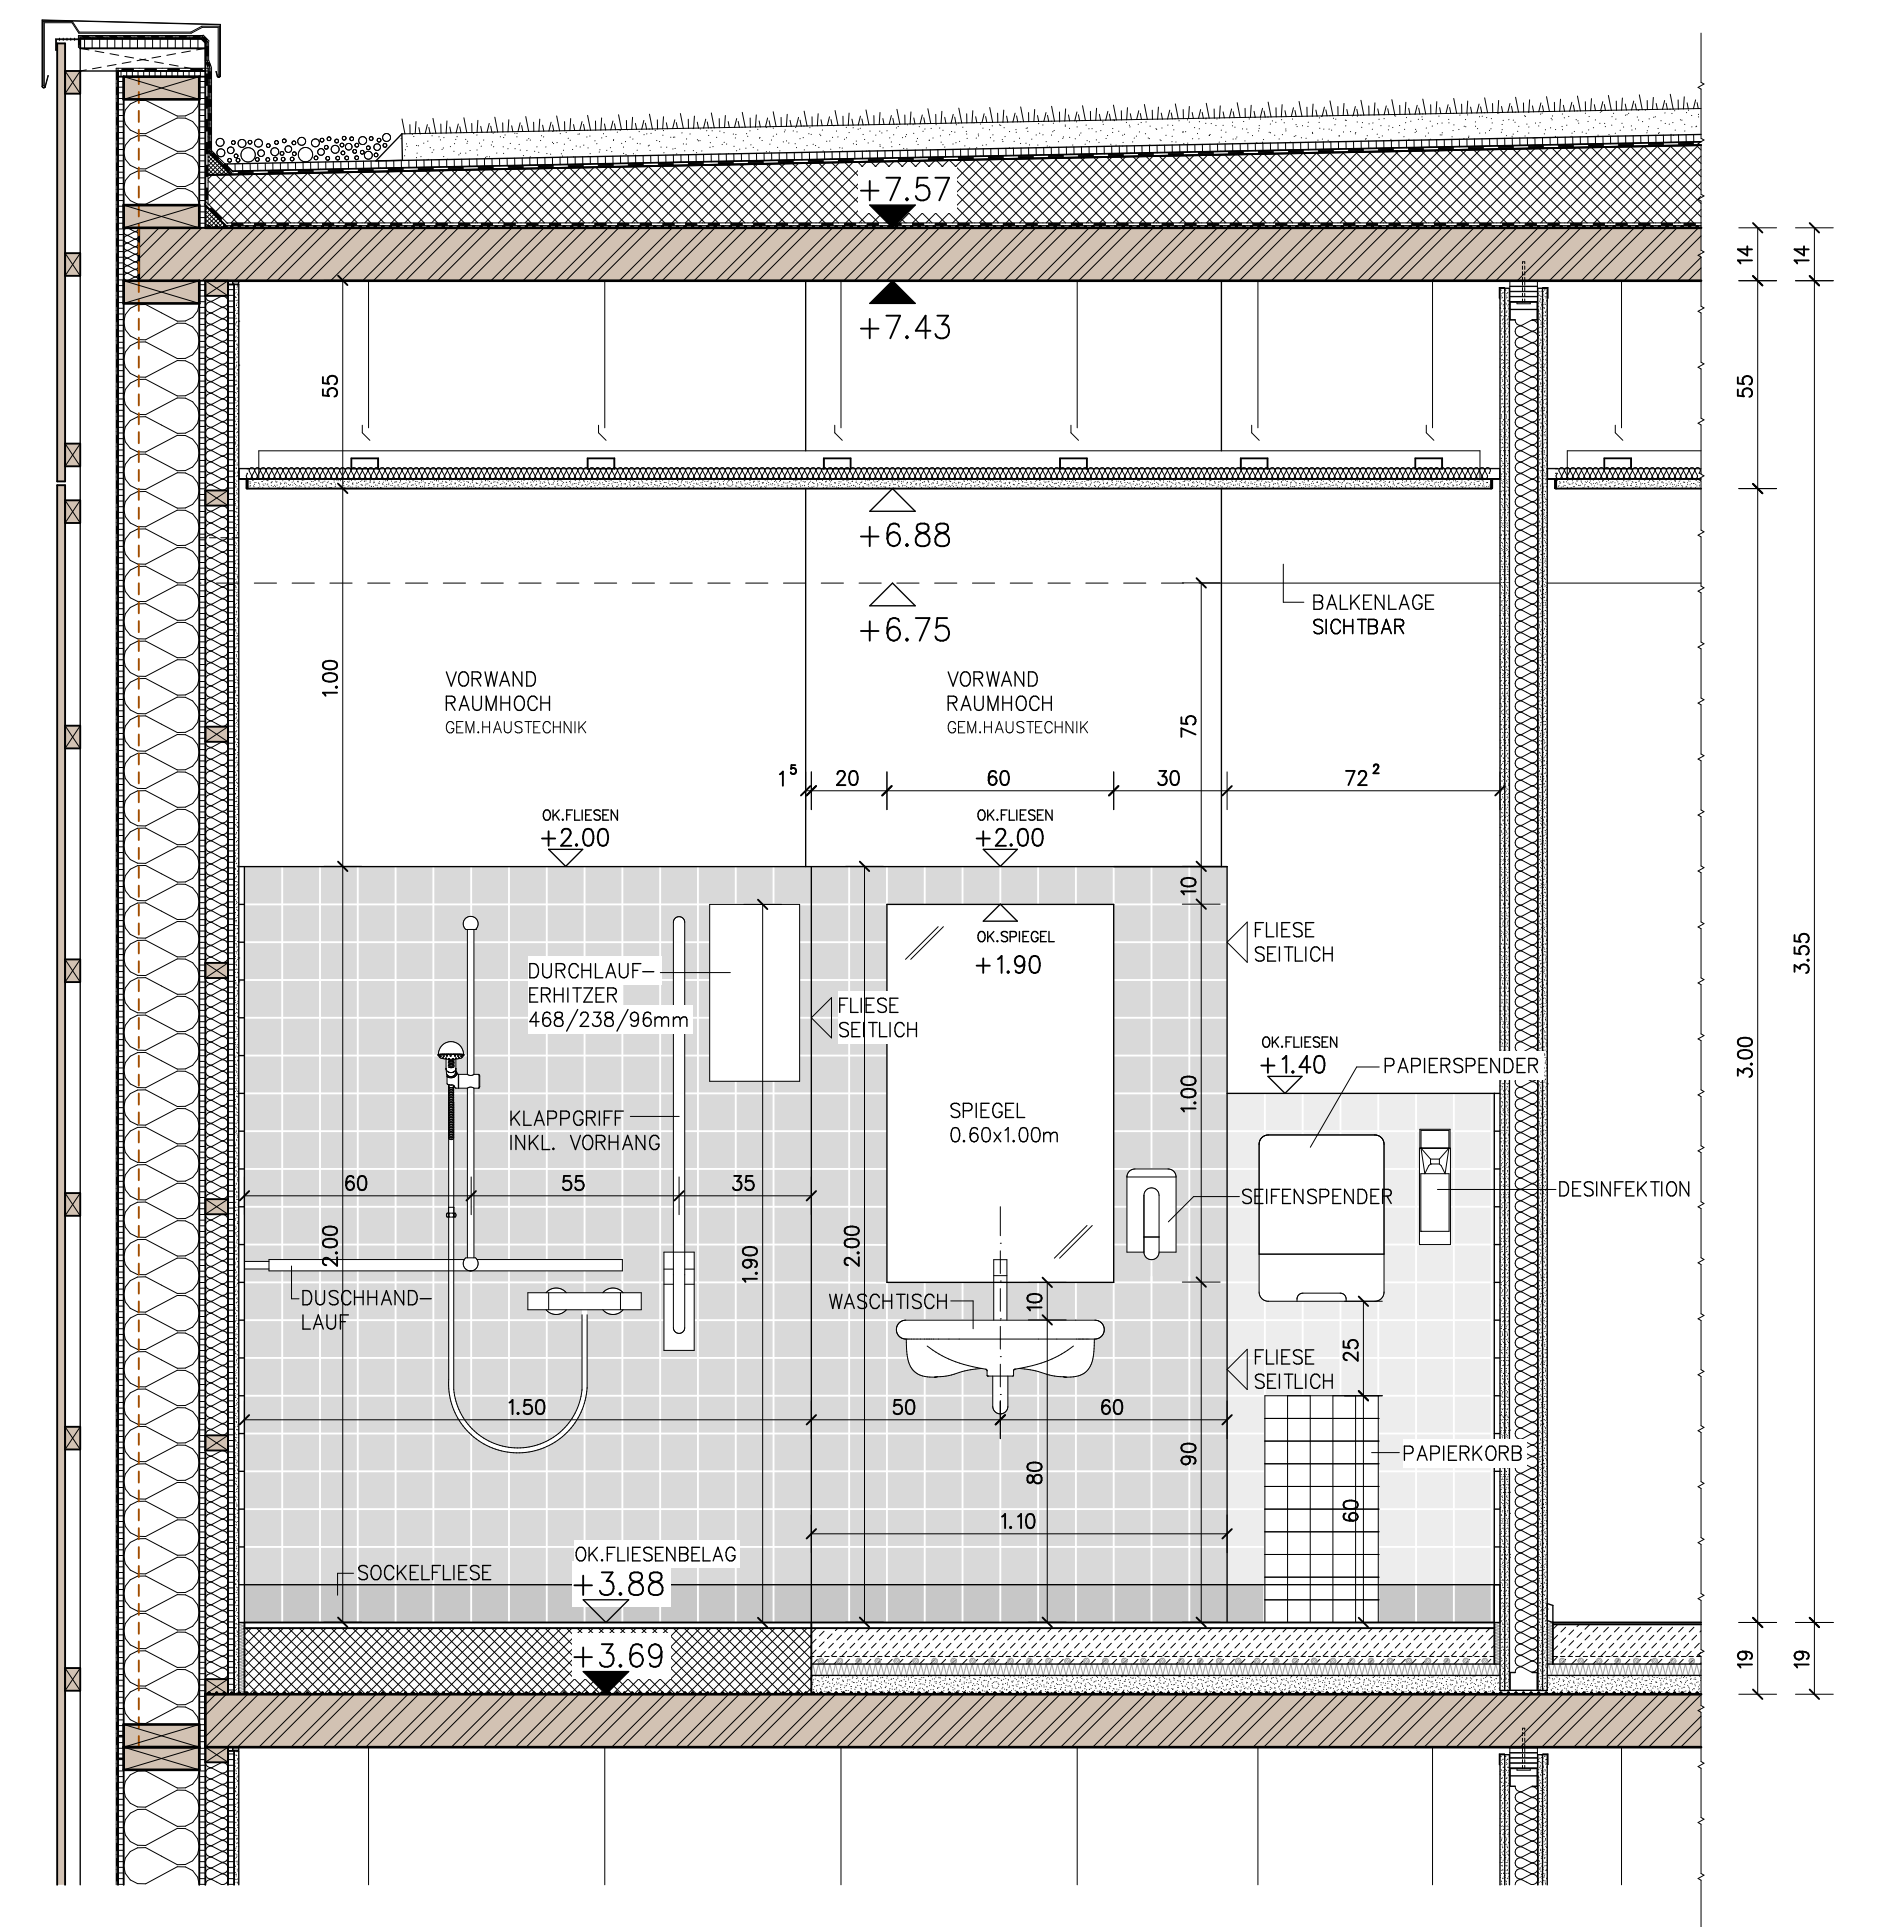 +7.57
14
14
+7.43
55
55
+6.88
+6.75
BALKENLAGE
SICHTBAR
1.00
VORWAND
RAUMHOCH
GEM.HAUSTECHNIK
VORWAND
RAUMHOCH
GEM.HAUSTECHNIK
75
1⁵
20
60
30
72²
OK.FLIESEN
+2.00
OK.FLIESEN
+2.00
10
OK.SPIEGEL
+1.90
FLIESE
SEITLICH
3.55
DURCHLAUF-
ERHITZER
468/238/96mm
FLIESE
SEITLICH
OK.FLIESEN
+1.40
3.00
PAPIERSPENDER
1.00
KLAPPGRIFF
INKL. VORHANG
SPIEGEL
0.60x1.00m
60
55
35
SEIFENSPENDER
DESINFEKTION
2.00
1.90
2.00
DUSCHHAND-
LAUF
WASCHTISCH
10
25
FLIESE
SEITLICH
1.50
50
60
90
80
PAPIERKORB
60
1.10
OK.FLIESENBELAG
+3.88
SOCKELFLIESE
+3.69
19
19